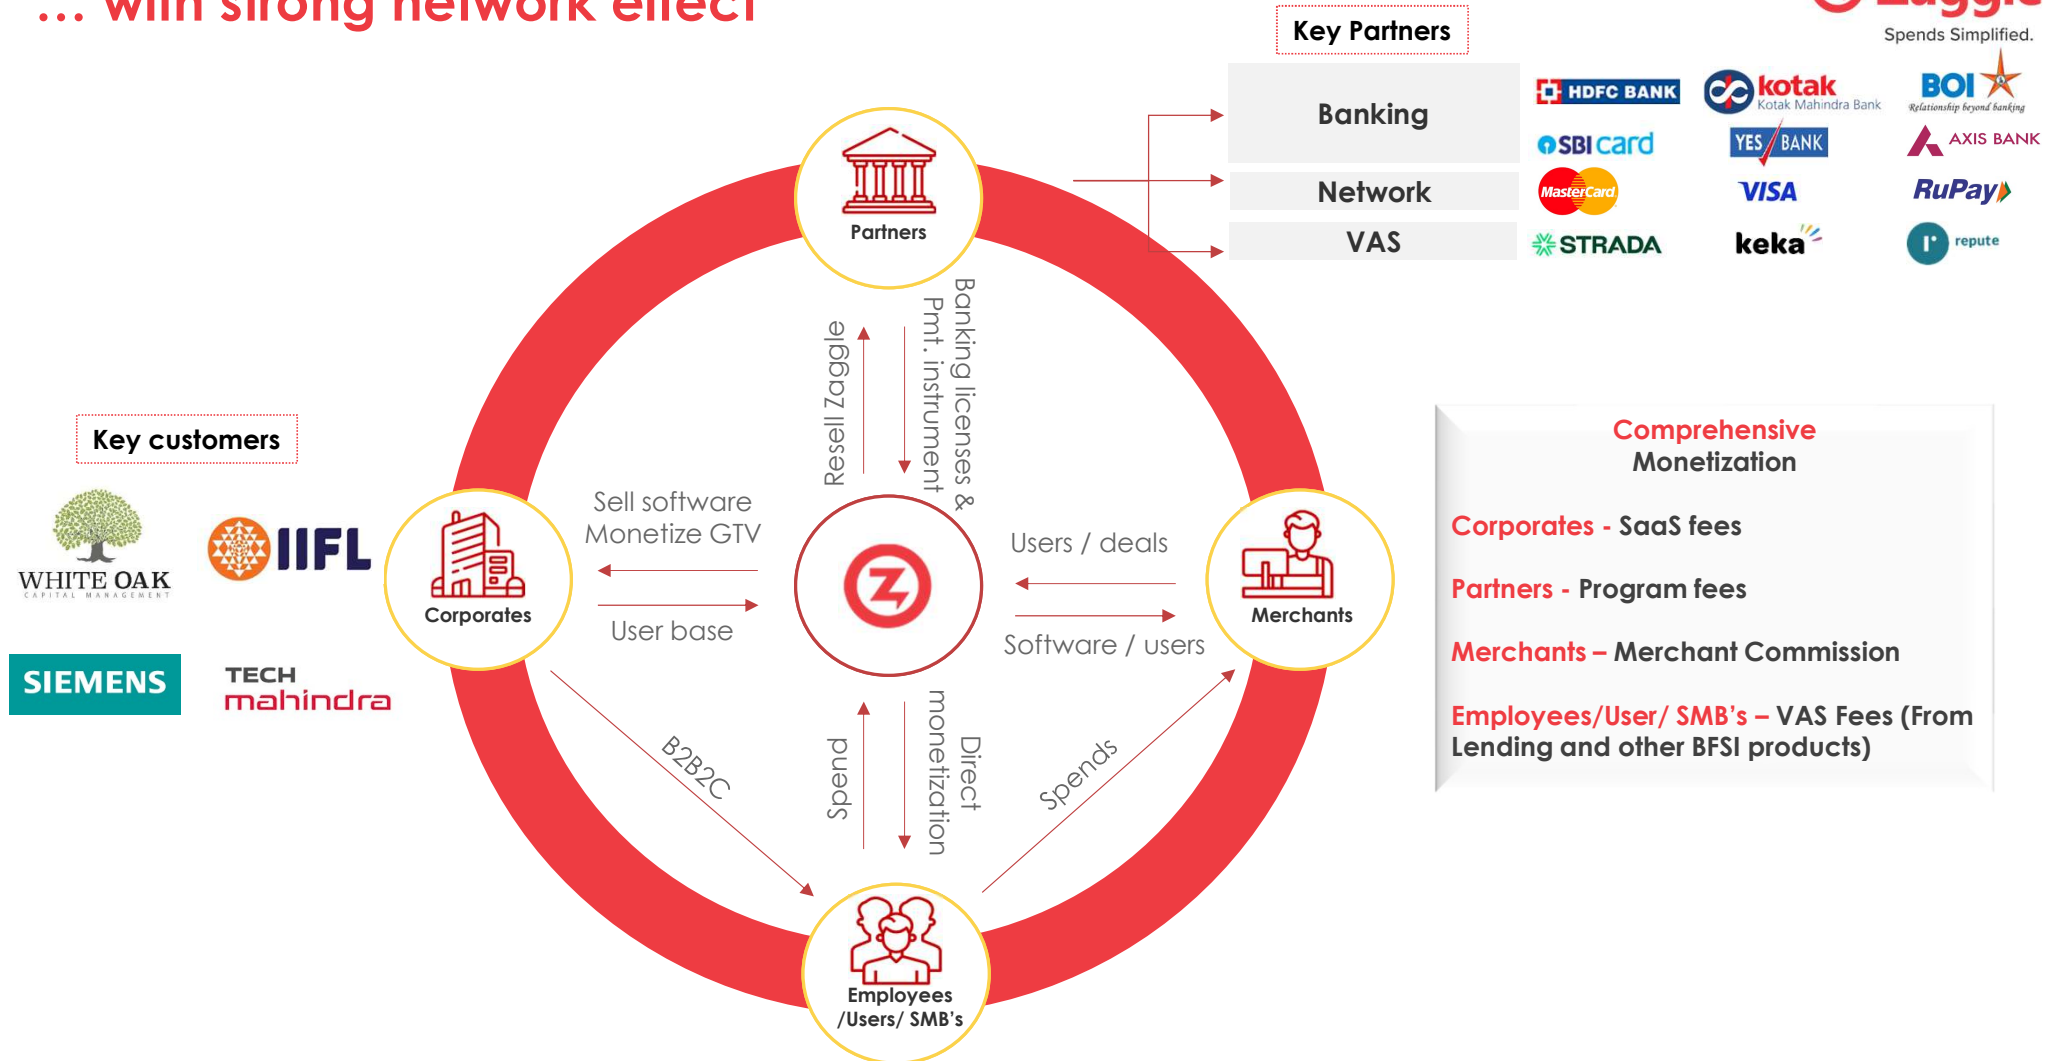 ... with strong network effect
Zaggle
Spends Simplified.
Key Partners
Banking
HDFC BANK
kotak
Kotak Mahindra Bank
BOI
Relationship beyond banking
SBI card
YES BANK
AXIS BANK
Network
MasterCard
VISA
RuPay
VAS
STRADA
keka
r
repute
Partners
Resell Zaggle
Banking licenses &
Pmt. instrument
Key customers
WHITE OAK
CAPITAL MANAGEMENT
IIFL
SIEMENS
TECH
mahindra
Corporates
Sell software
Monetize GTV
User base
Z
Users / deals
Software / users
Merchants
B2B2C
Spend
Direct
monetization
Spends
Employees
/Users/ SMB's
Comprehensive
Monetization
Corporates - SaaS fees
Partners - Program fees
Merchants – Merchant Commission
Employees/User/ SMB's – VAS Fees (From
Lending and other BFSI products)